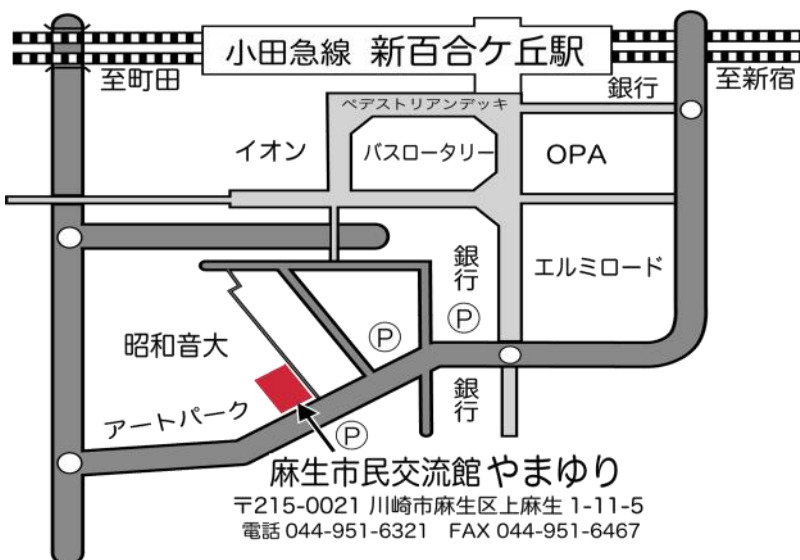 小田急線 新百合ケ丘駅
至町田
至新宿
銀行
ペデストリアンデッキ
イオン
バスロータリー
OPA
銀行
エルミロード
昭和音大
P
P
銀行
アートパーク
P
麻生市民交流館 やまゆり
〒215-0021 川崎市麻生区上麻生 1-11-5
電話 044-951-6321 FAX 044-951-6467